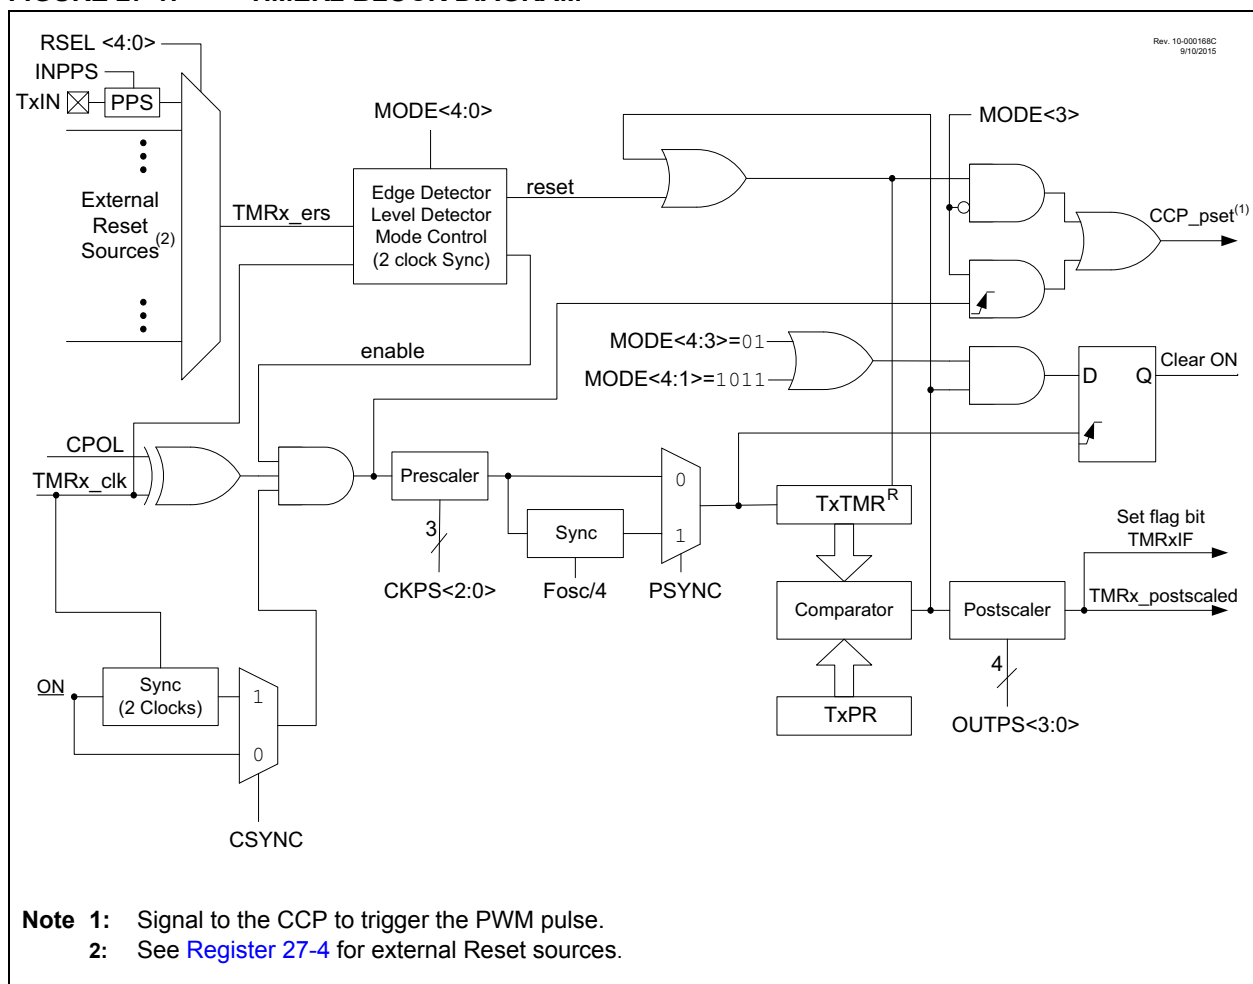 Rev. 10-000168C
9/10/2015
RSEL <4:0>
INPPS
TxIN
PPS
MODE<4:0>
MODE<3>
External
Reset
Sources(2)
TMRx_ers
Edge Detector
Level Detector
Mode Control
(2 clock Sync)
reset
CCP_pset(1)
enable
MODE<4:3>=01
MODE<4:1>=1011
D
Q
Clear ON
CPOL
TMRx_clk
Prescaler
3
CKPS<2:0>
Sync
Fosc/4
0
1
PSYNC
TxTMR
R
Set flag bit
TMRxIF
Comparator
Postscaler
TMRx_postscaled
4
OUTPS<3:0>
TxPR
ON
Sync
(2 Clocks)
1
0
CSYNC
Note 1: Signal to the CCP to trigger the PWM pulse.
2: See Register 27-4 for external Reset sources.